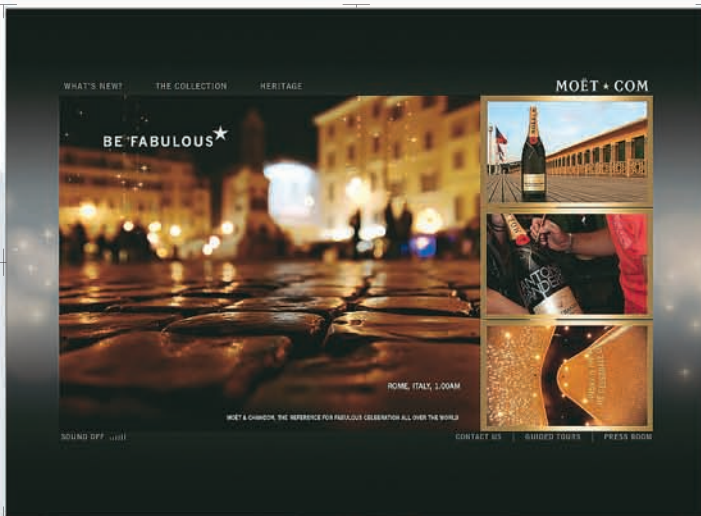 WHAT'S NEW? THE COLLECTION HERITAGE MOËT ★ COM
BE FABULOUS★
ROME, ITALY, 1.00AM
MOËT & CHANDON, THE REFERENCE FOR FABULOUS CELEBRATION ALL OVER THE WORLD
SOUND OFF CONTACT US | GUIDED TOURS | PRESS ROOM